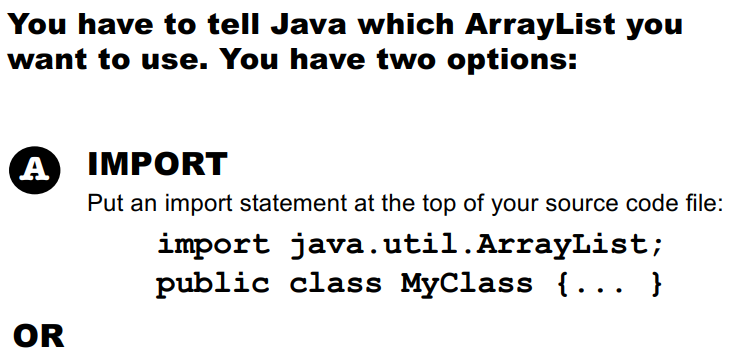 You have to tell Java which ArrayList you
want to use. You have two options:
A IMPORT
Put an import statement at the top of your source code file:
import java.util.ArrayList;
public class MyClass {... }
OR